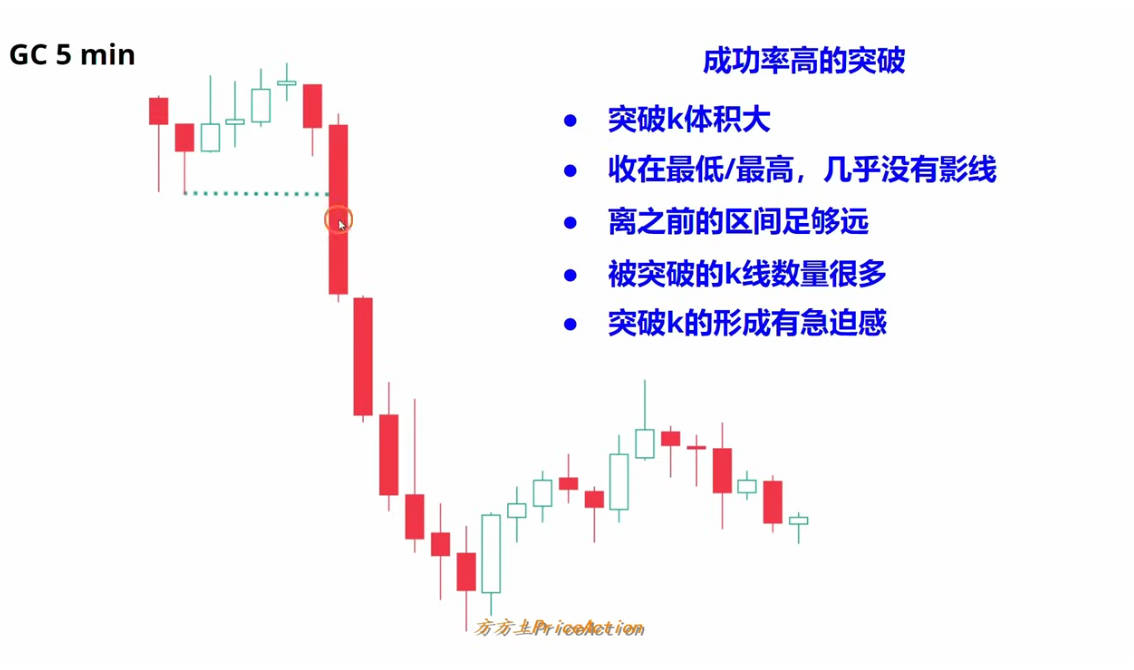 GC 5 min
成功率高的突破
● 突破k体积大
● 收在最低/最高，几乎没有影线
● 离之前的区间足够远
● 被突破的k线数量很多
● 突破k的形成有急迫感
方方土PriceAction